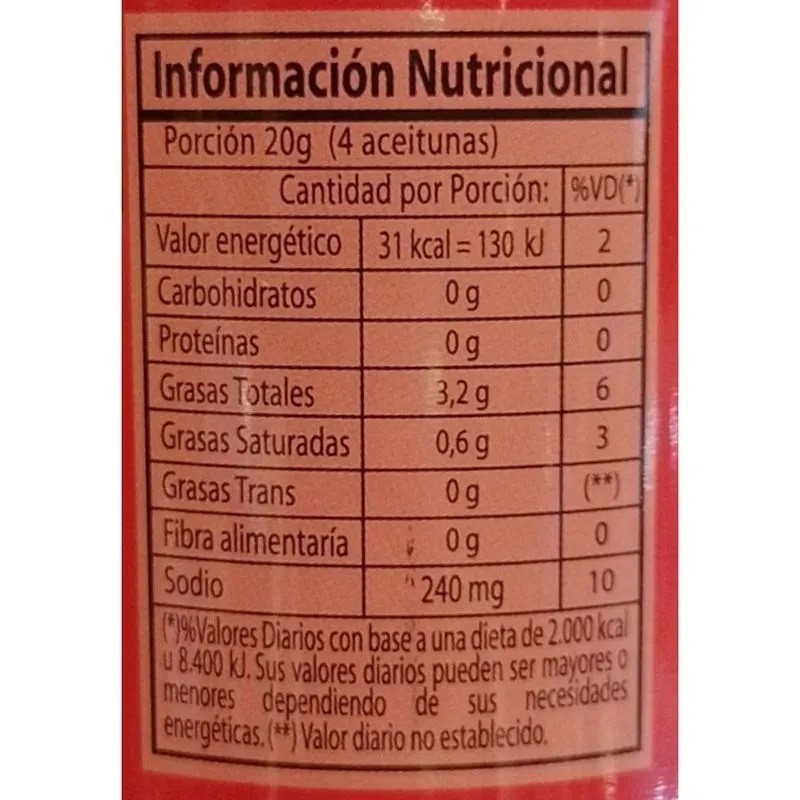 Información Nutricional
Porción 20g (4 aceitunas)
Cantidad por Porción: %VD(*)
Valor energético 31 kcal = 130 kJ 2
Carbohidratos 0 g 0
Proteínas 0 g 0
Grasas Totales 3,2 g 6
Grasas Saturadas 0,6 g 3
Grasas Trans 0 g (**)
Fibra alimentaría 0 g 0
Sodio 240 mg 10
(*)%Valores Diarios con base a una dieta de 2.000 kcal
u 8.400 kJ. Sus valores diarios pueden ser mayores o
menores dependiendo de sus necesidades
energéticas. (**) Valor diario no establecido.